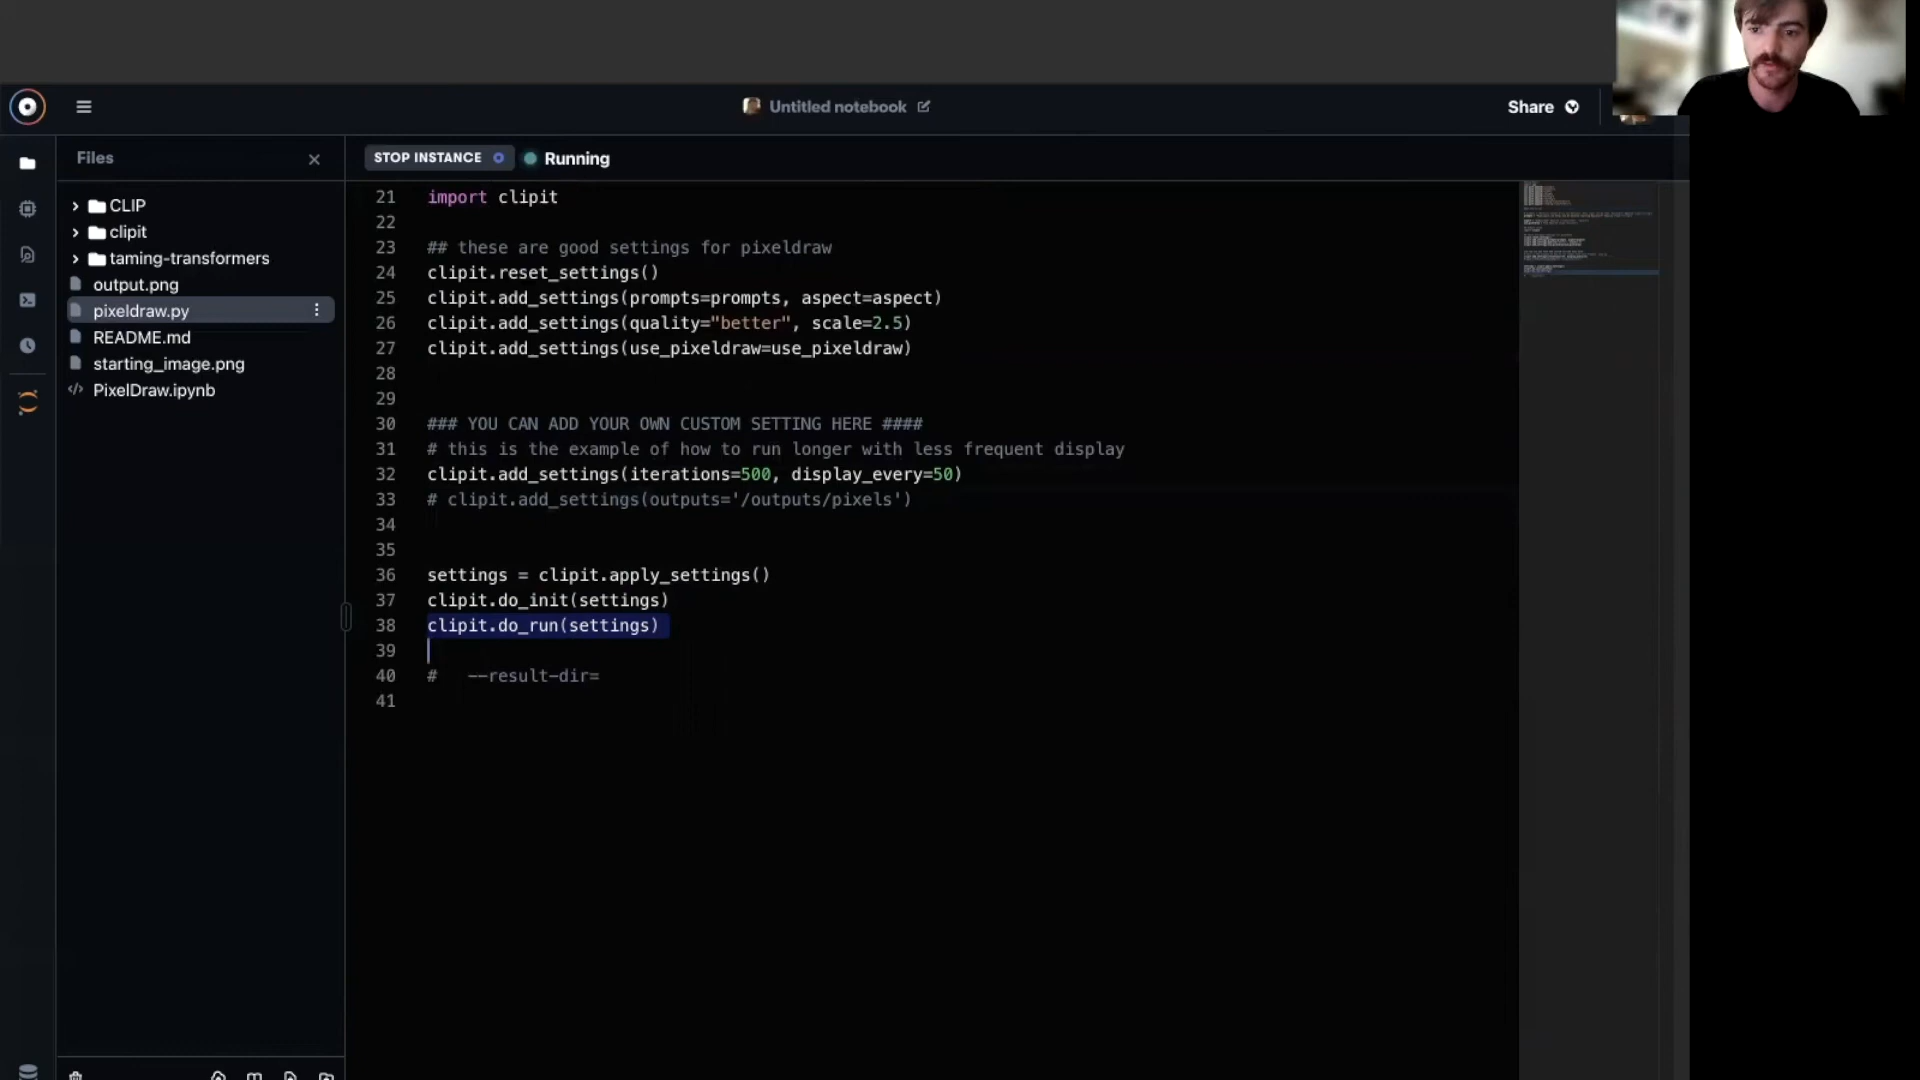 Untitled notebook
Share
Files
STOP INSTANCE
Running
CLIP
clipit
taming-transformers
output.png
pixeldraw.py
README.md
starting_image.png
PixelDraw.ipynb
21 import clipit
22
23 ## these are good settings for pixeldraw
24 clipit.reset_settings()
25 clipit.add_settings(prompts=prompts, aspect=aspect)
26 clipit.add_settings(quality="better", scale=2.5)
27 clipit.add_settings(use_pixeldraw=use_pixeldraw)
28
29
30 ### YOU CAN ADD YOUR OWN CUSTOM SETTING HERE ####
31 # this is the example of how to run longer with less frequent display
32 clipit.add_settings(iterations=500, display_every=50)
33 # clipit.add_settings(outputs='/outputs/pixels')
34
35
36 settings = clipit.apply_settings()
37 clipit.do_init(settings)
38 clipit.do_run(settings)
39
40 #   --result-dir=
41